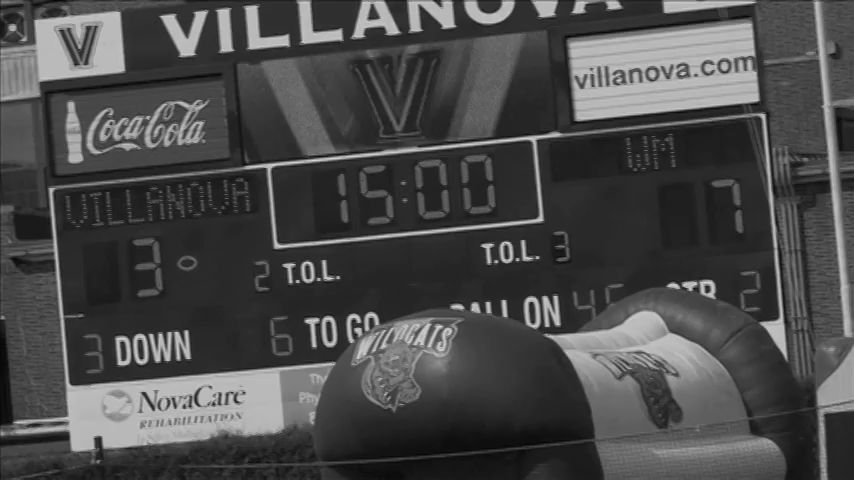 VILLANOVA
V
villanova.com
Coca-Cola
V
VILLANOVA
15:00
WM
3
7
2 T.O.L.
T.O.L. 3
3 DOWN
6 TO GO
BALL ON
QTR 2
WILDCATS
NovaCare
REHABILITATION